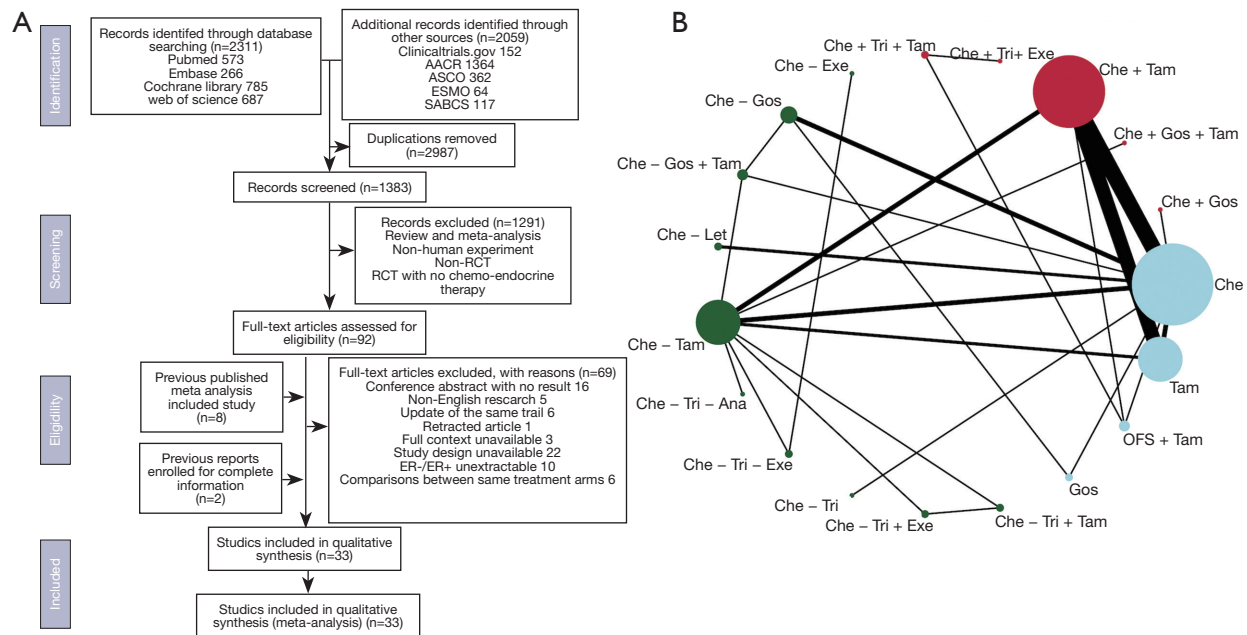 A
Identification
Records identifed through database
searching (n=2311)
Pubmed 573
Embase 266
Cochrane library 785
web of science 687
Additional records identified through
other sources (n=2059)
Clinicaltrials.gov 152
AACR 1364
ASCO 362
ESMO 64
SABCS 117
Duplications removed
(n=2987)
Records screened (n=1383)
Screening
Records excluded (n=1291)
Review and meta-analysis
Non-human experiment
Non-RCT
RCT with no chemo-endocrine
therapy
Full-text articles assessed for
eligibility (n=92)
Eligidility
Previous published
meta analysis
included study
(n=8)
Full-text articles excluded, with reasons (n=69)
Conference abstract with no result 16
Non-English rescarch 5
Update of the same trail 6
Retracted article 1
Full context unavailable 3
Study design unavailable 22
ER-/ER+ unextractable 10
Comparisons between same treatment arms 6
Previous reports
enrolled for complete
information
(n=2)
Included
Studics included in qualitative
synthesis (n=33)
Studics included in qualitative
synthesis (meta-analysis) (n=33)
B
Che + Tri + Tam
Che + Tri+ Exe
Che – Exe
Che + Tam
Che – Gos
Che + Gos + Tam
Che – Gos + Tam
Che + Gos
Che – Let
Che
Che – Tam
Tam
Che – Tri – Ana
OFS + Tam
Che – Tri – Exe
Gos
Che – Tri
Che – Tri + Exe
Che – Tri + Tam